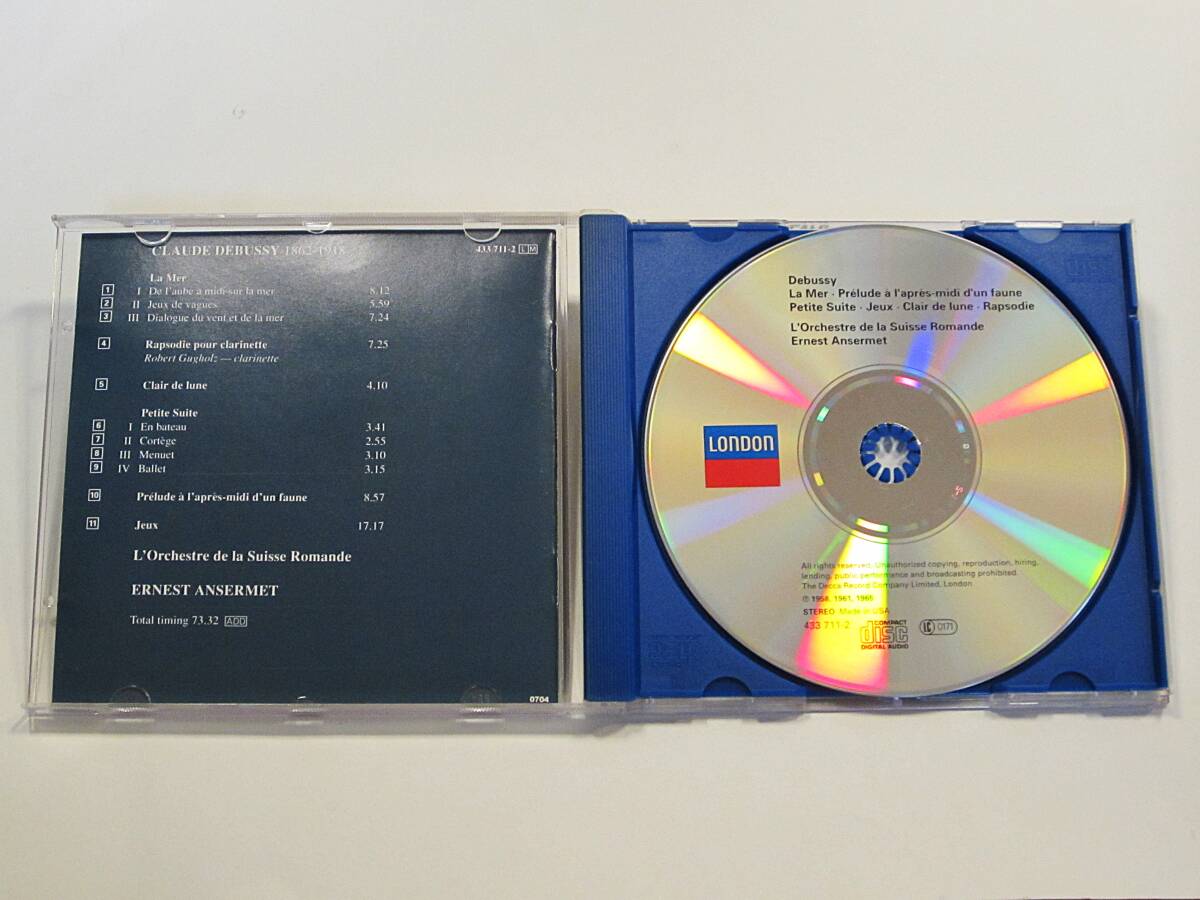 CLAUDE DEBUSSY 1862-1918
433 711-2 L M
La Mer
1 I De l'aube à midi sur la mer 8.12
2 II Jeux de vagues 5.59
3 III Dialogue du vent et de la mer 7.24
4 Rapsodie pour clarinette 7.25
Robert Gugholz — clarinette
5 Clair de lune 4.10
Petite Suite
6 I En bateau 3.41
7 II Cortège 2.55
8 III Menuet 3.10
9 IV Ballet 3.15
10 Prélude à l'après-midi d'un faune 8.57
11 Jeux 17.17
L'Orchestre de la Suisse Romande
ERNEST ANSERMET
Total timing 73.32 ADD
0704
Debussy
La Mer · Prélude à l'après-midi d'un faune
Petite Suite · Jeux · Clair de lune · Rapsodie
L'Orchestre de la Suisse Romande
Ernest Ansermet
LONDON
All rights reserved. Unauthorized copying, reproduction, hiring,
lending, public performance and broadcasting prohibited.
The Decca Record Company Limited, London
℗ 1958, 1961, 1965
STEREO Made in USA
433 711-2
COMPACT
disc
DIGITAL AUDIO
LC 0171